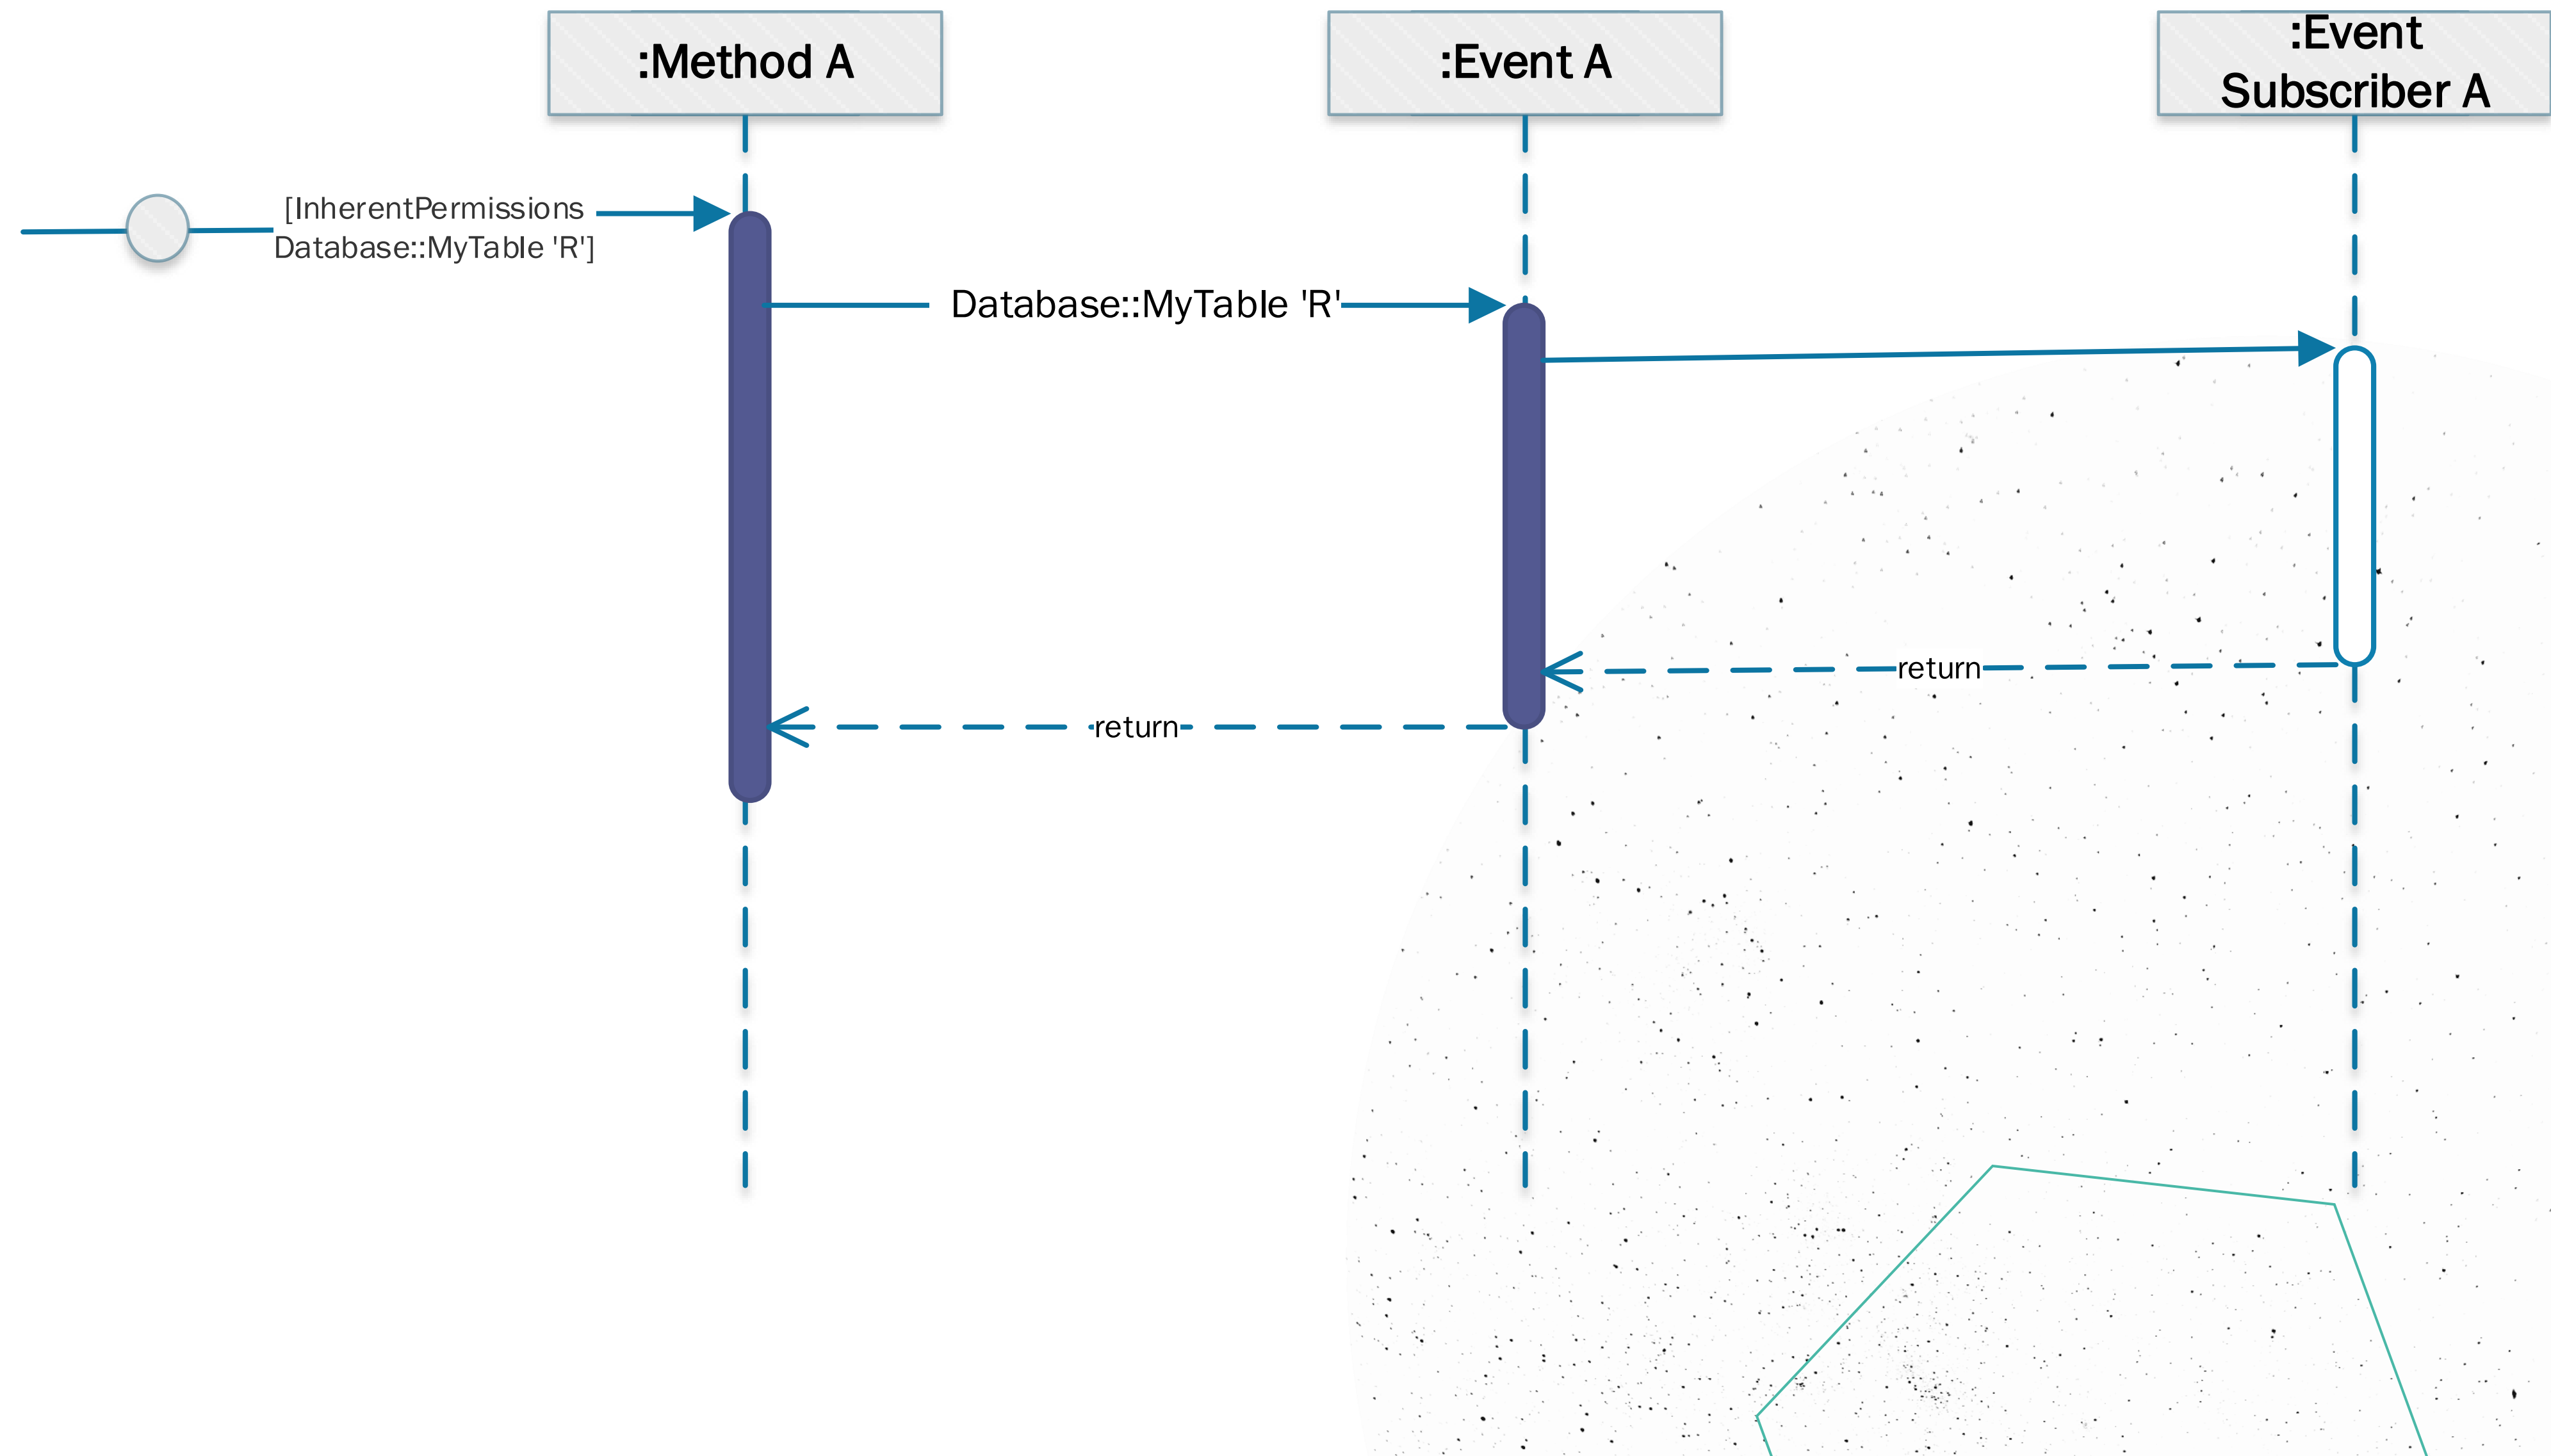 :Method A
:Event A
:Event
Subscriber A
[InherentPermissions
Database::MyTable 'R']
Database::MyTable 'R'
return
return